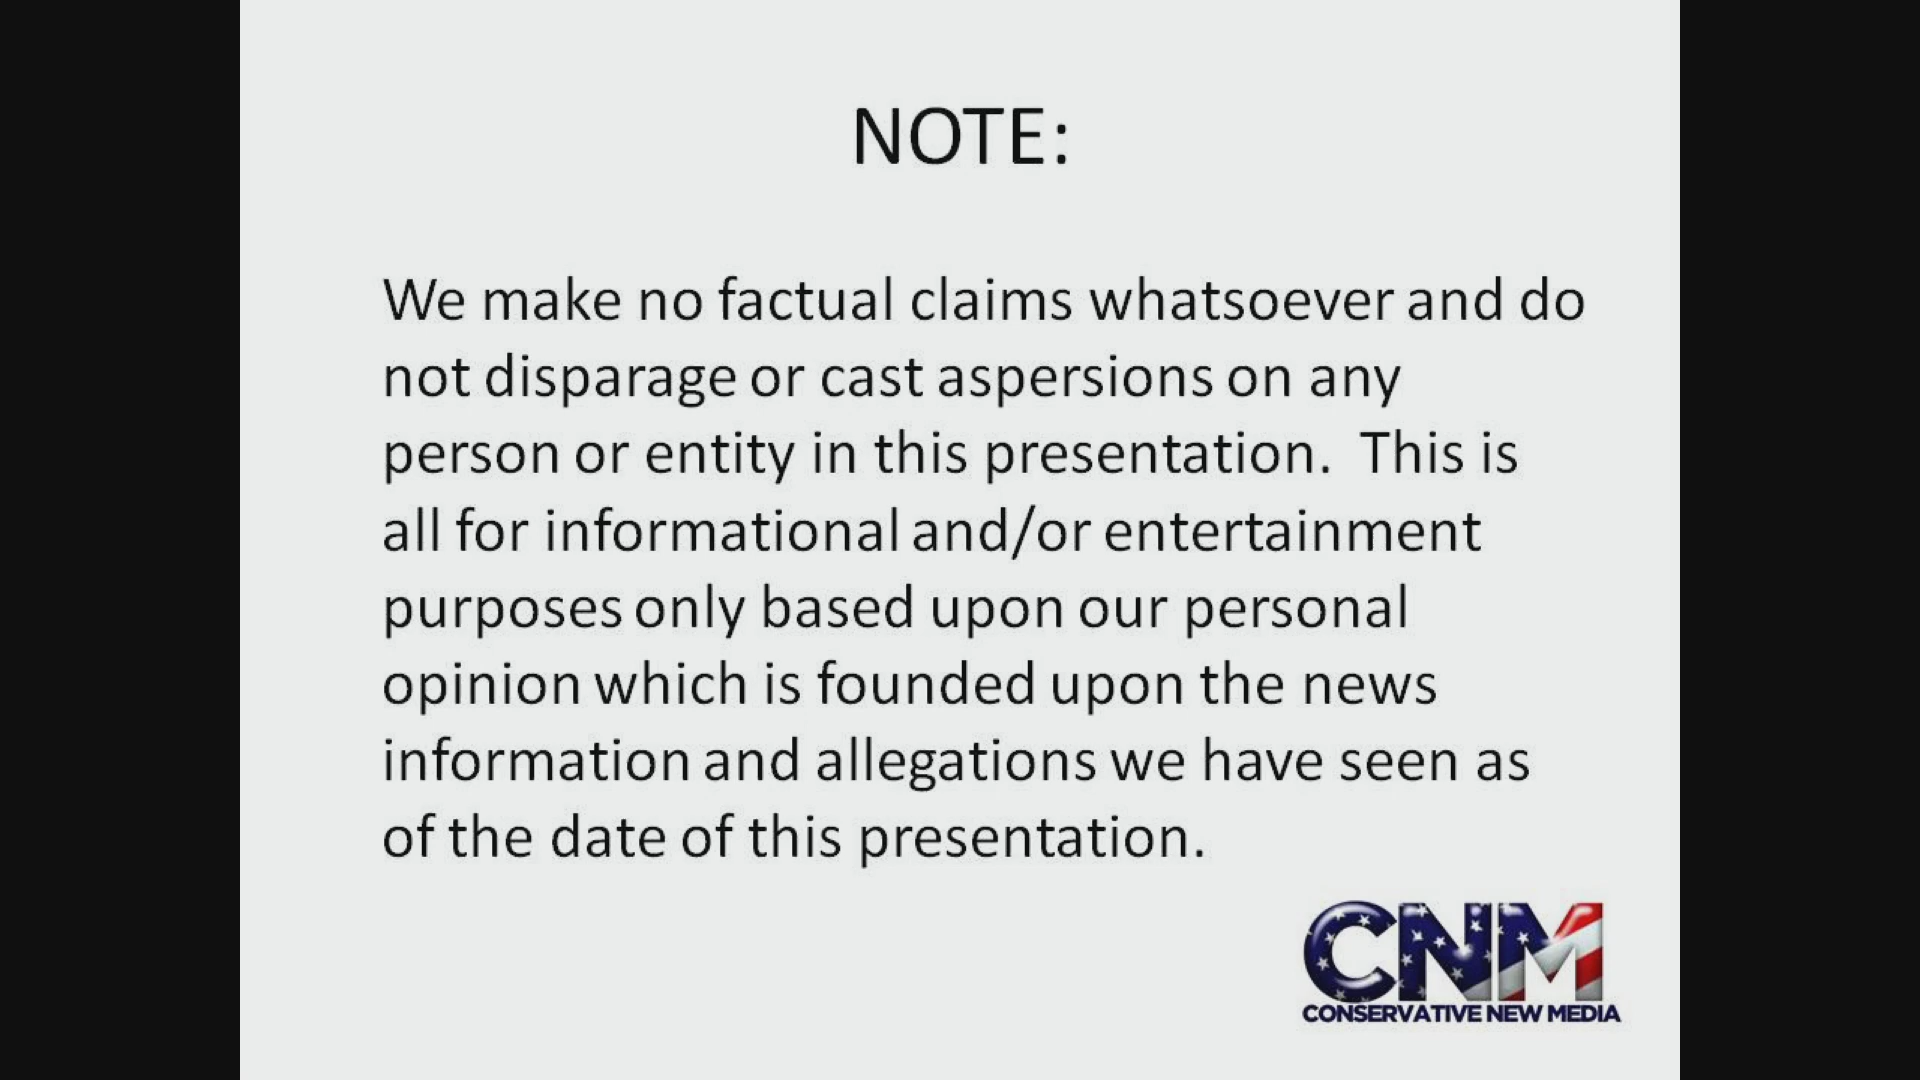 NOTE:
We make no factual claims whatsoever and do
not disparage or cast aspersions on any
person or entity in this presentation.  This is
all for informational and/or entertainment
purposes only based upon our personal
opinion which is founded upon the news
information and allegations we have seen as
of the date of this presentation.
CNM
CONSERVATIVE NEW MEDIA